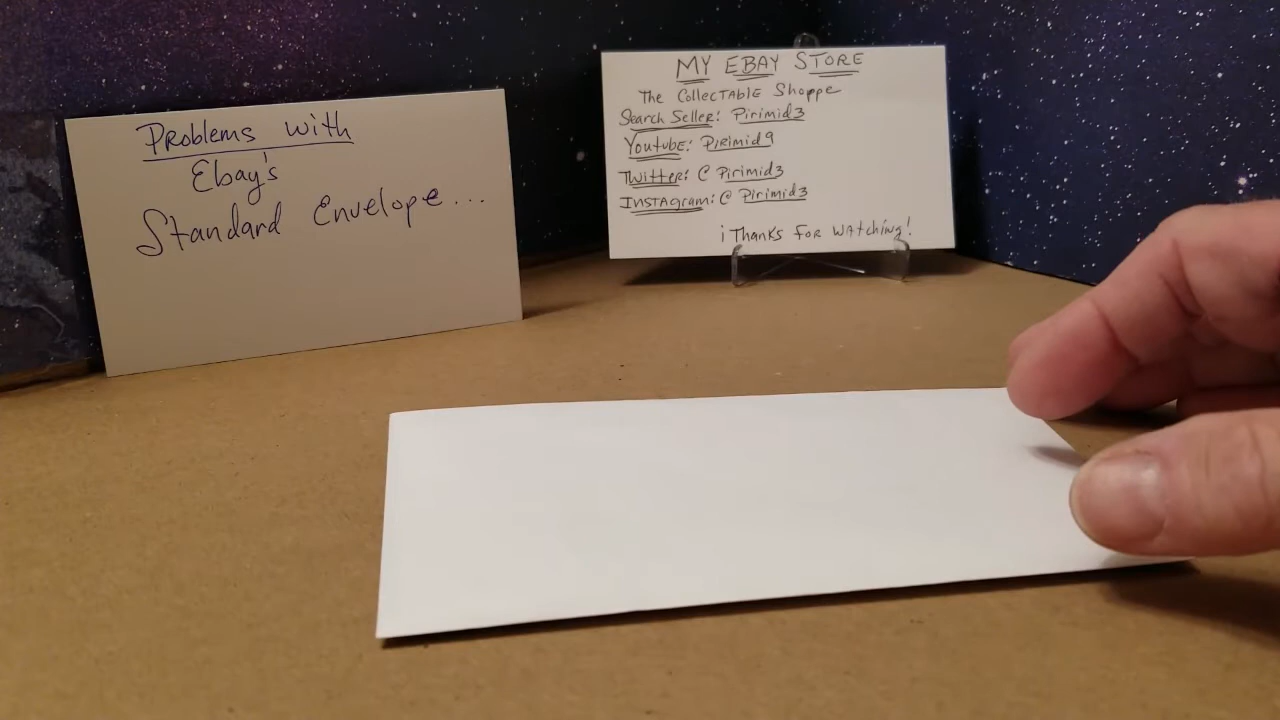 Problems with
Ebay's
Standard Envelope...
MY EBAY STORE
The CollecTABLE Shoppe
Search Seller: Pirimid3
Youtube: Pirimid9
Twitter: @ Pirimid3
INSTAgram: @ Pirimid3
¡Thanks For Watching!